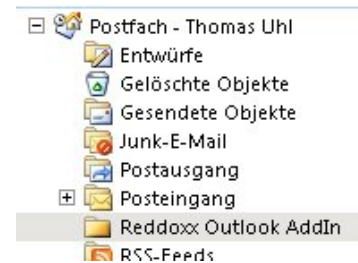 Postfach - Thomas Uhl
Entwürfe
Gelöschte Objekte
Gesendete Objekte
Junk-E-Mail
Postausgang
Posteingang
Reddoxx Outlook AddIn
RSS-Feeds